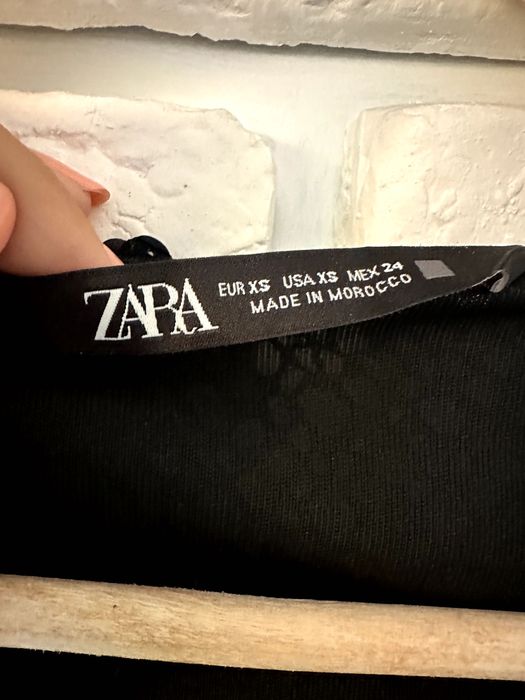 ZARA
EUR XS USA XS MEX 24
MADE IN MOROCCO